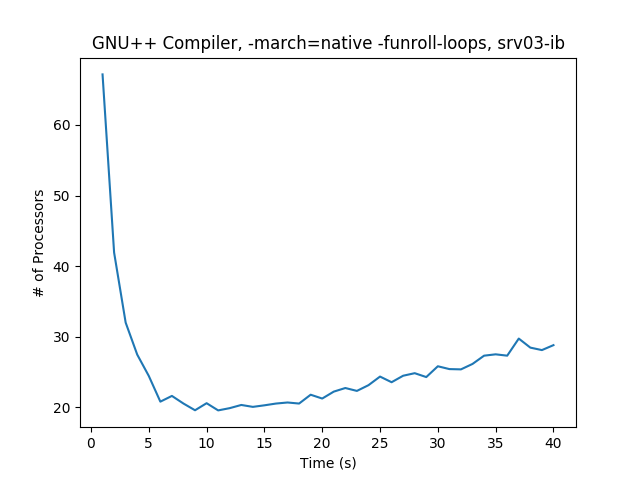 GNU++ Compiler, -march=native -funroll-loops, srv03-ib
# of Processors
60
50
40
30
20
0 5 10 15 20 25 30 35 40
Time (s)